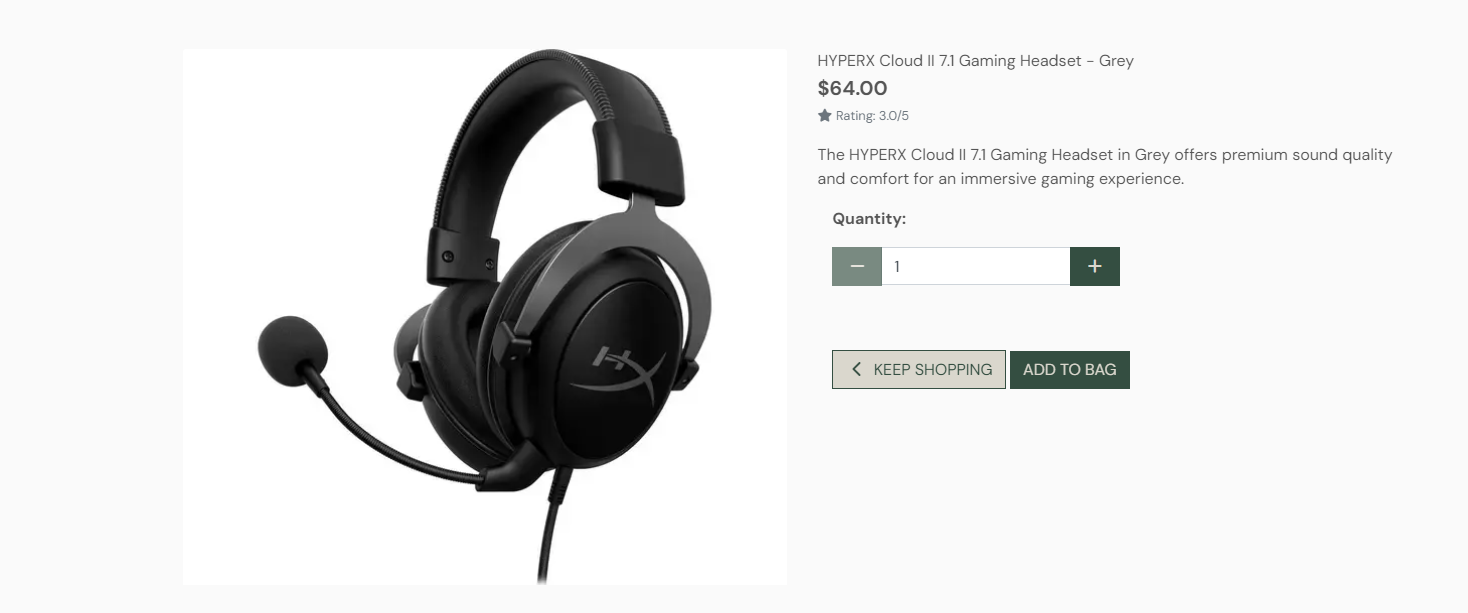 HYPERX Cloud II 7.1 Gaming Headset - Grey
$64.00
Rating: 3.0/5
The HYPERX Cloud II 7.1 Gaming Headset in Grey offers premium sound quality
and comfort for an immersive gaming experience.
Quantity:
1
KEEP SHOPPING ADD TO BAG
HX